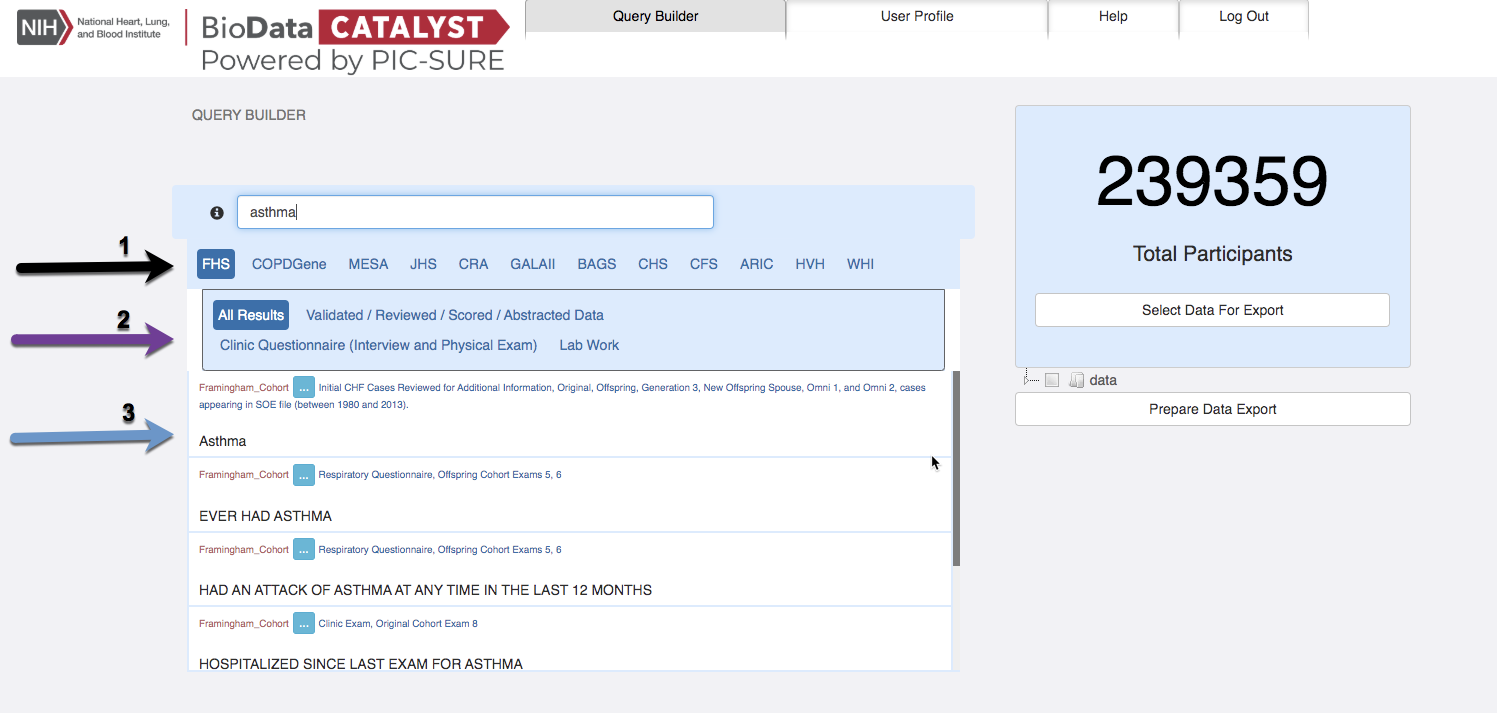 NIH National Heart, Lung,
and Blood Institute
BioData CATALYST
Powered by PIC-SURE
Query Builder
User Profile
Help
Log Out
QUERY BUILDER
asthma
1
FHS COPDGene MESA JHS CRA GALAII BAGS CHS CFS ARIC HVH WHI
2
All Results Validated / Reviewed / Scored / Abstracted Data
Clinic Questionnaire (Interview and Physical Exam) Lab Work
3
Framingham_Cohort ... Initial CHF Cases Reviewed for Additional Information, Original, Offspring, Generation 3, New Offspring Spouse, Omni 1, and Omni 2, cases
appearing in SOE file (between 1980 and 2013).
Asthma
Framingham_Cohort ... Respiratory Questionnaire, Offspring Cohort Exams 5, 6
EVER HAD ASTHMA
Framingham_Cohort ... Respiratory Questionnaire, Offspring Cohort Exams 5, 6
HAD AN ATTACK OF ASTHMA AT ANY TIME IN THE LAST 12 MONTHS
Framingham_Cohort ... Clinic Exam, Original Cohort Exam 8
HOSPITALIZED SINCE LAST EXAM FOR ASTHMA
239359
Total Participants
Select Data For Export
data
Prepare Data Export